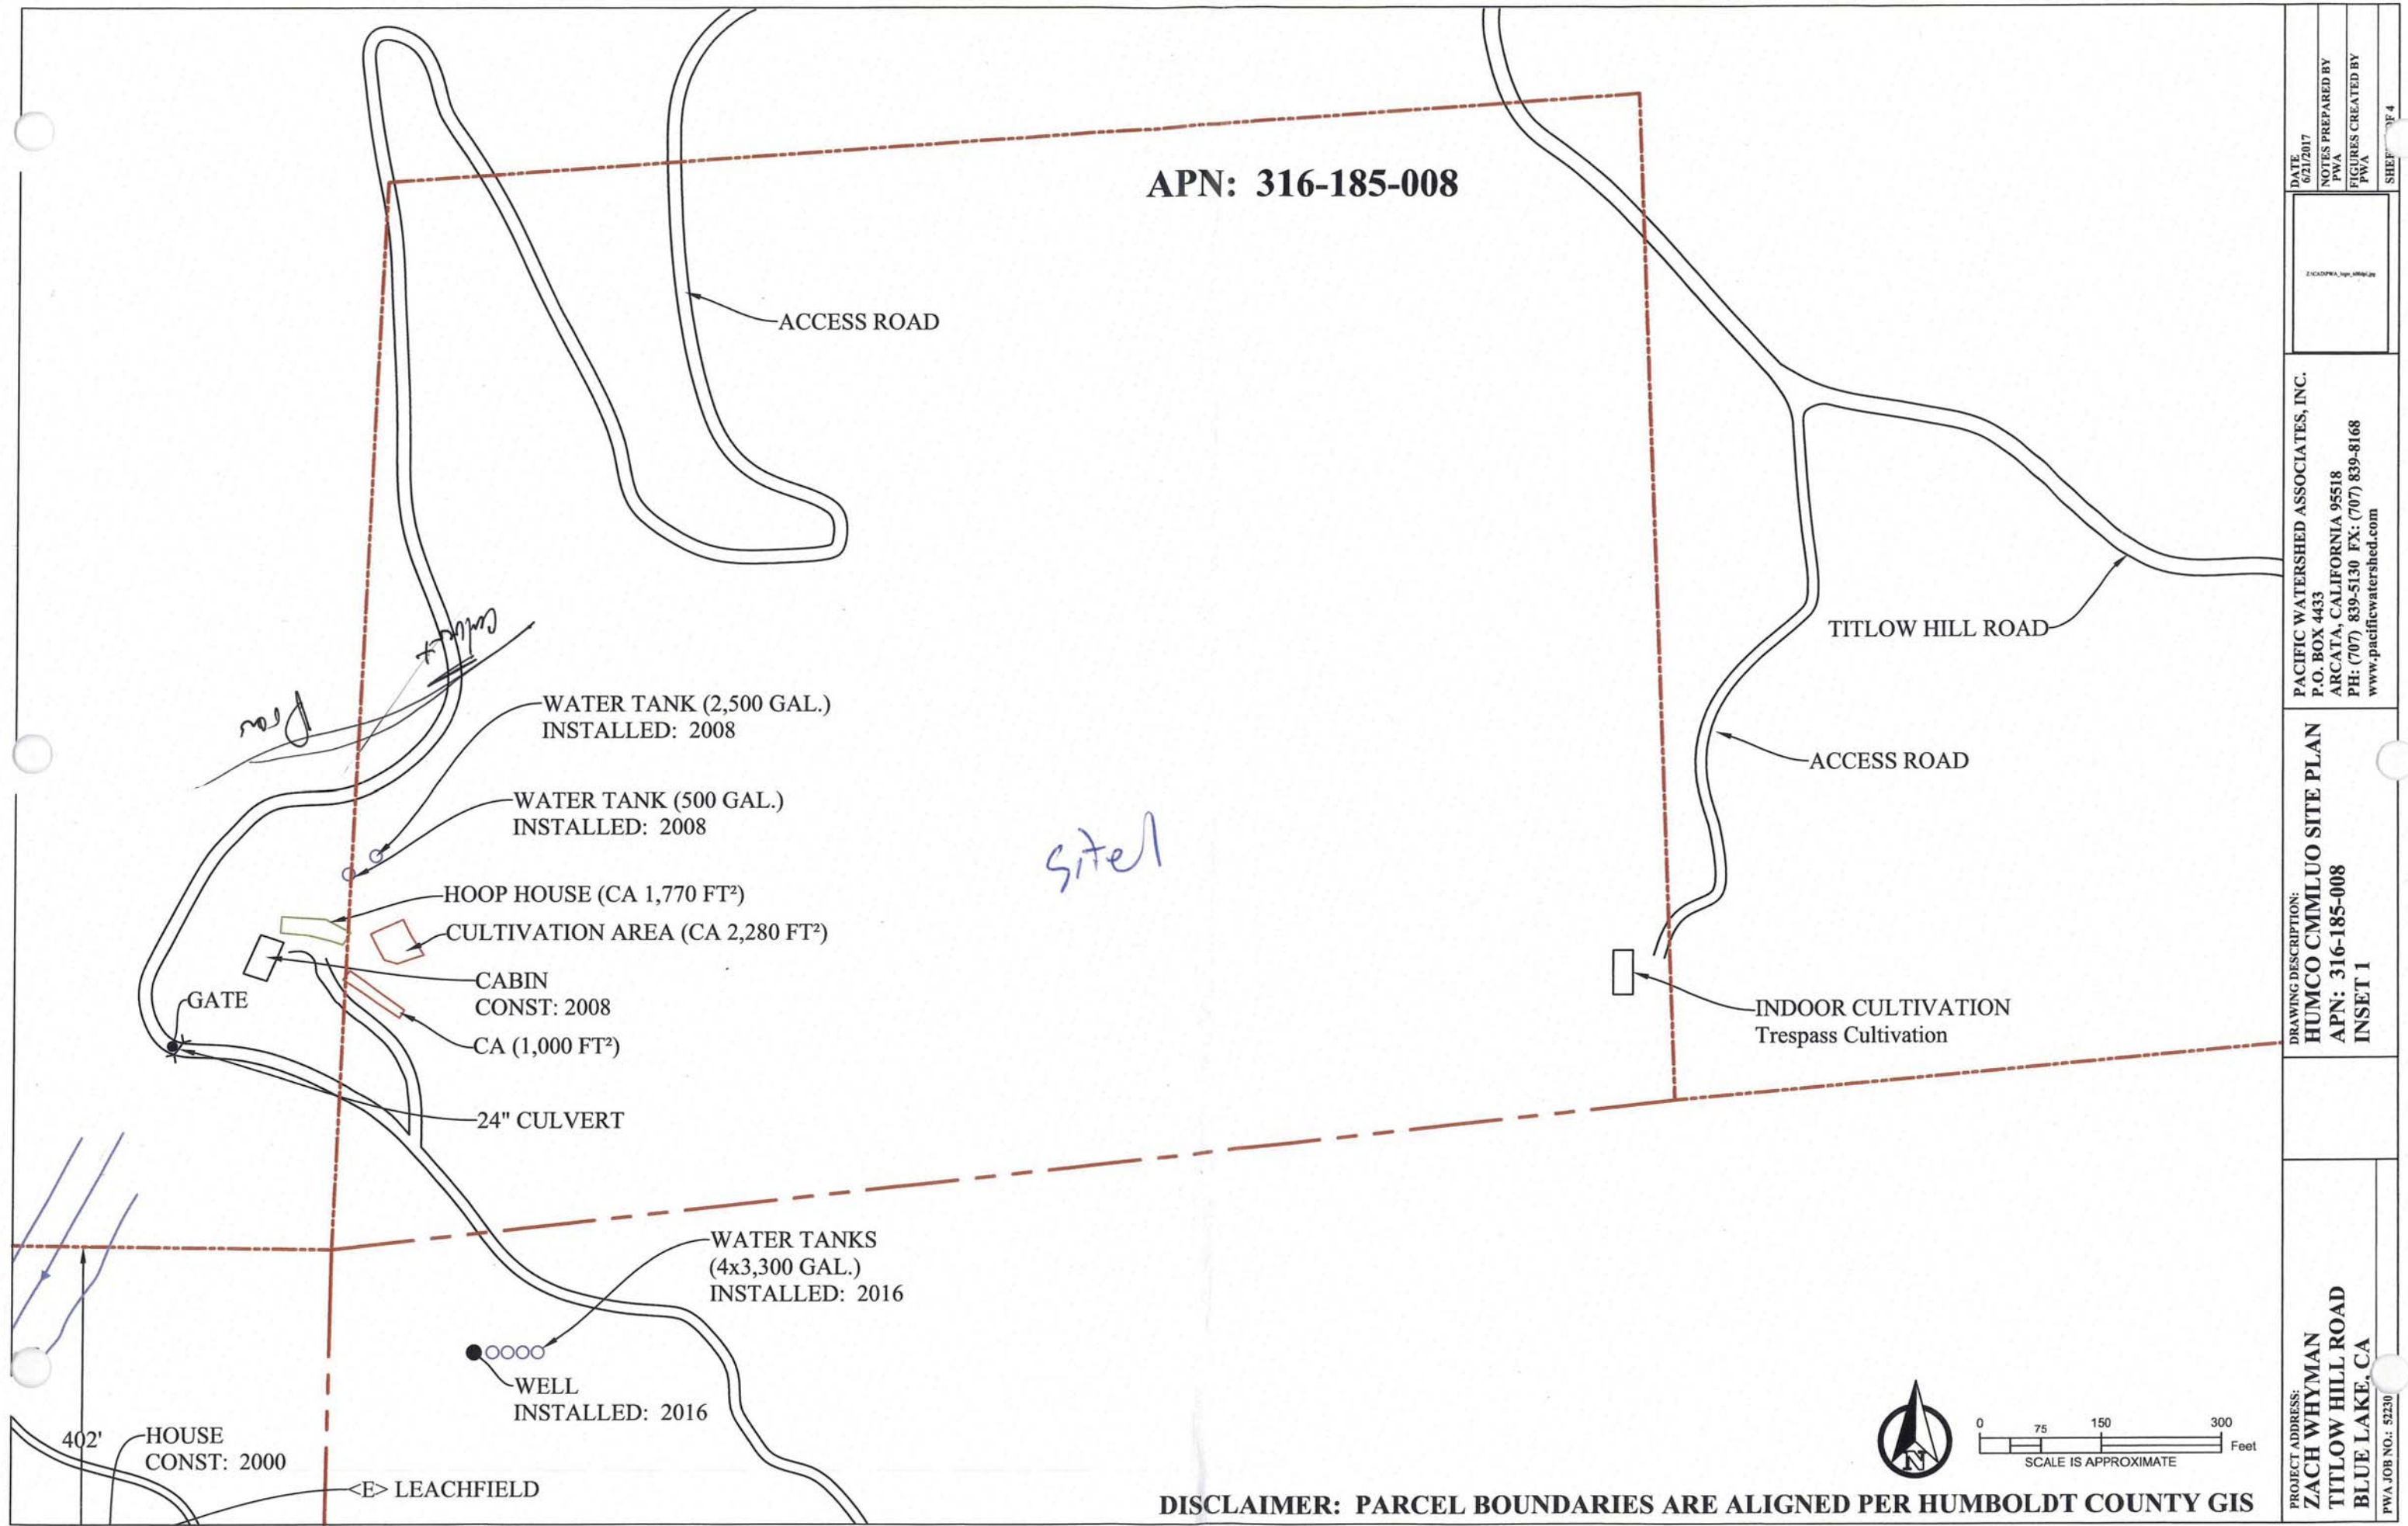 APN: 316-185-008
ACCESS ROAD
Culvert
WATER TANK (2,500 GAL.)
INSTALLED: 2008
WATER TANK (500 GAL.)
INSTALLED: 2008
HOOP HOUSE (CA 1,770 FT²)
CULTIVATION AREA (CA 2,280 FT²)
CABIN
CONST: 2008
GATE
CA (1,000 FT²)
24" CULVERT
site 1
TITLOW HILL ROAD
ACCESS ROAD
INDOOR CULTIVATION
Trespass Cultivation
WATER TANKS
(4x3,300 GAL.)
INSTALLED: 2016
WELL
INSTALLED: 2016
402'
HOUSE
CONST: 2000
<E> LEACHFIELD
N
0 75 150 300
Feet
SCALE IS APPROXIMATE
DISCLAIMER: PARCEL BOUNDARIES ARE ALIGNED PER HUMBOLDT COUNTY GIS
PROJECT ADDRESS:
ZACH WHYMAN
TITLOW HILL ROAD
BLUE LAKE, CA
PWA JOB NO.: 52230
DRAWING DESCRIPTION:
HUMCO CMMLUO SITE PLAN
APN: 316-185-008
INSET 1
PACIFIC WATERSHED ASSOCIATES, INC.
P.O. BOX 4433
ARCATA, CALIFORNIA 95518
PH: (707) 839-5130 FX: (707) 839-8168
www.pacificwatershed.com
DATE
6/21/2017
NOTES PREPARED BY
PWA
FIGURES CREATED BY
PWA
OF 4